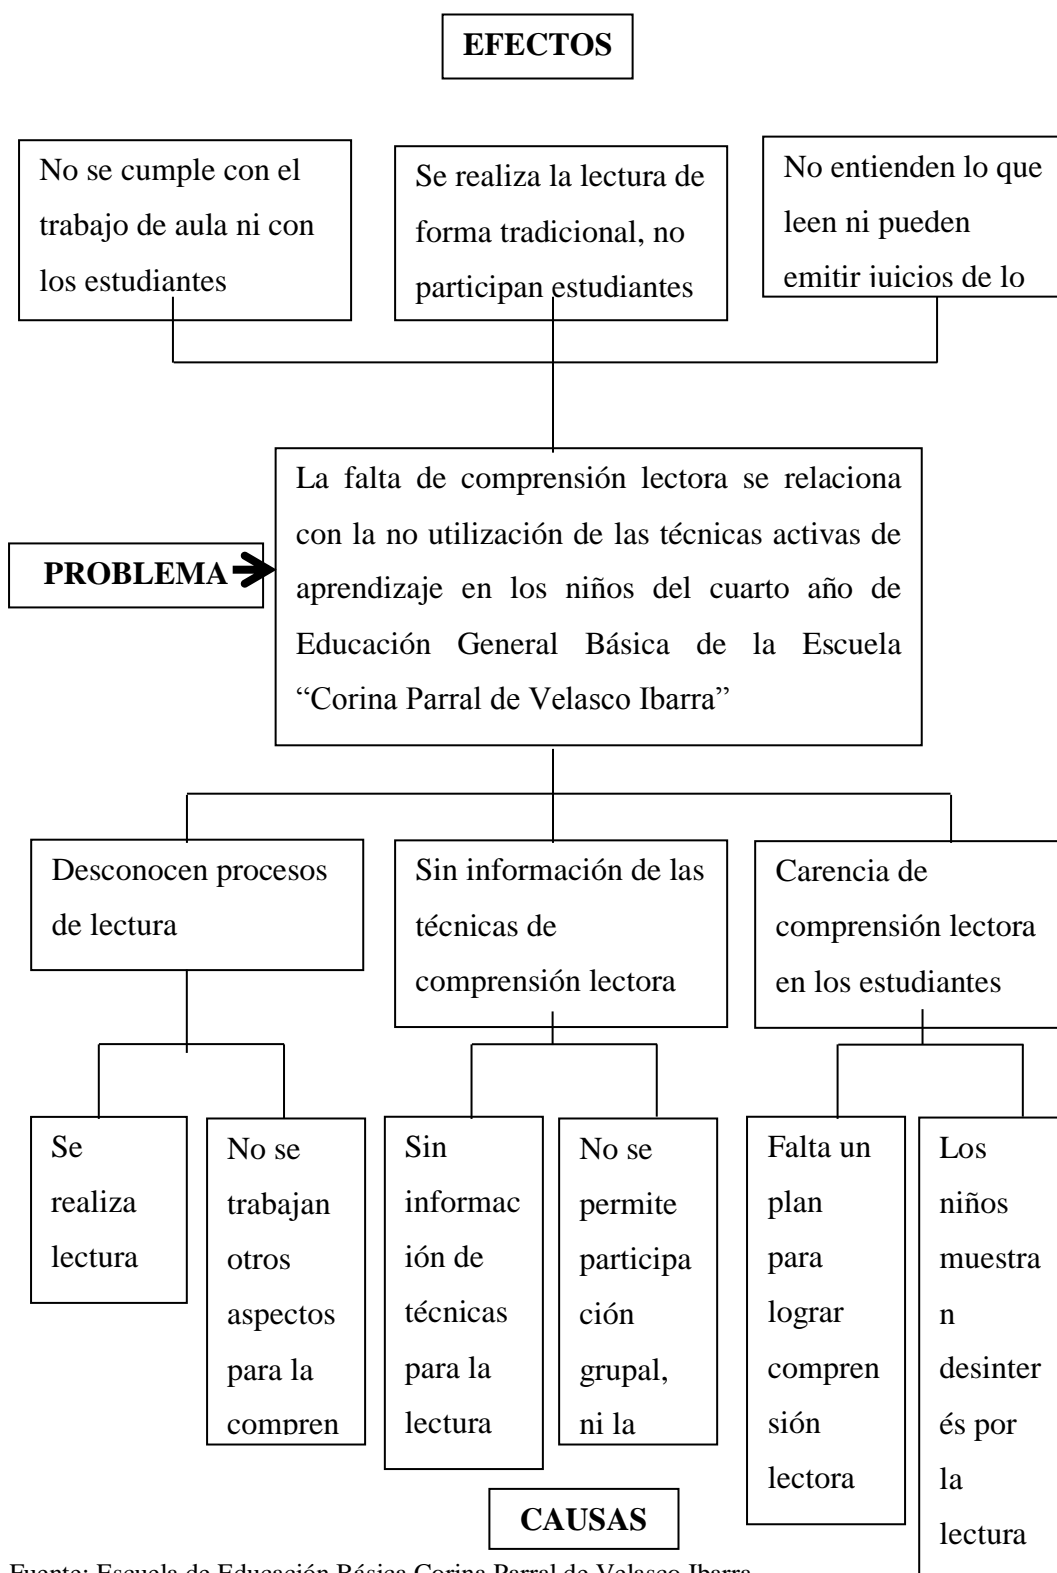 EFECTOS
No se cumple con el
trabajo de aula ni con
los estudiantes
Se realiza la lectura de
forma tradicional, no
participan estudiantes
No entienden lo que
leen ni pueden
emitir juicios de lo
PROBLEMA
La falta de comprensión lectora se relaciona
con la no utilización de las técnicas activas de
aprendizaje en los niños del cuarto año de
Educación General Básica de la Escuela
“Corina Parral de Velasco Ibarra”
Desconocen procesos
de lectura
Sin información de las
técnicas de
comprensión lectora
Carencia de
comprensión lectora
en los estudiantes
Se
realiza
lectura
No se
trabajan
otros
aspectos
para la
compren
Sin
informac
ión de
técnicas
para la
lectura
No se
permite
participa
ción
grupal,
ni la
Falta un
plan
para
lograr
compren
sión
lectora
Los
niños
muestra
n
desinter
és por
la
lectura
CAUSAS
Fuente: Escuela de Educación Básica Corina Parral de Velasco Ibarra